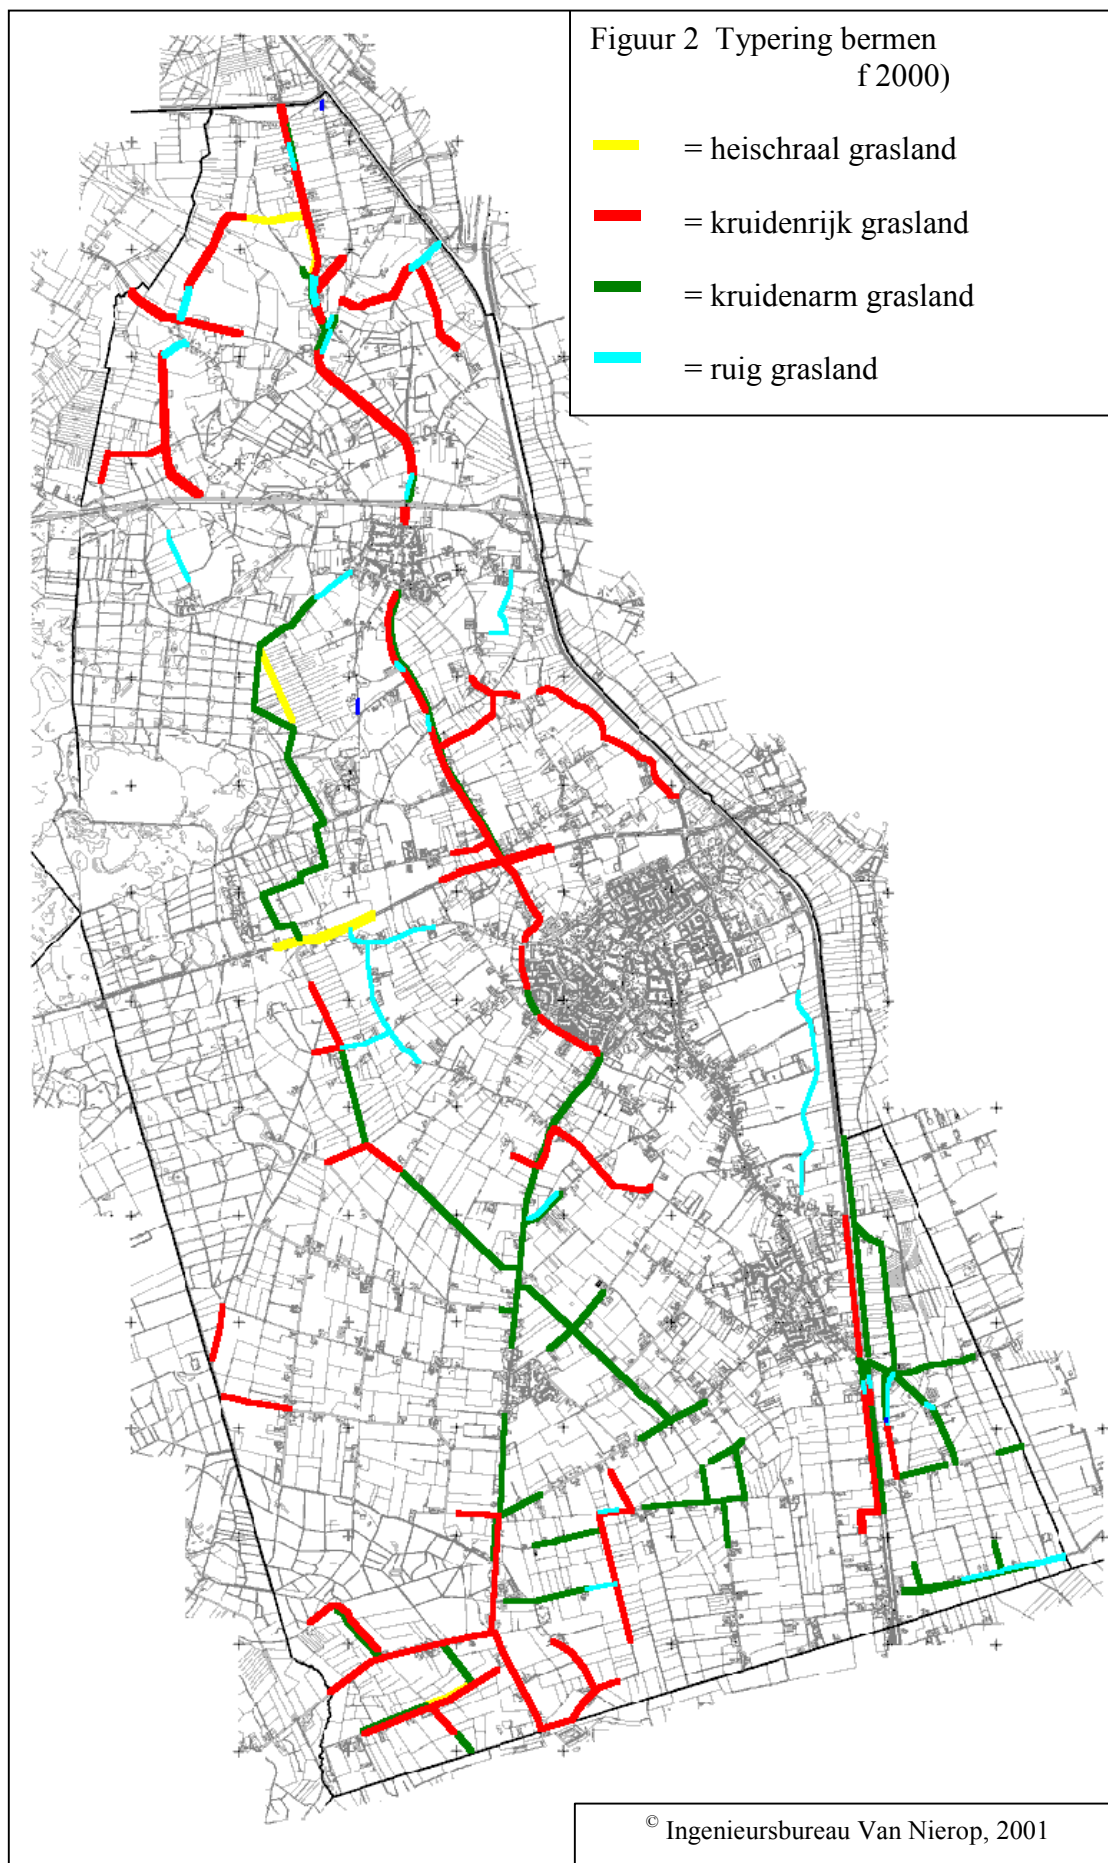 Figuur 2 Typering bermen
f 2000)
= heischraal grasland
= kruidenrijk grasland
= kruidenarm grasland
= ruig grasland
© Ingenieursbureau Van Nierop, 2001